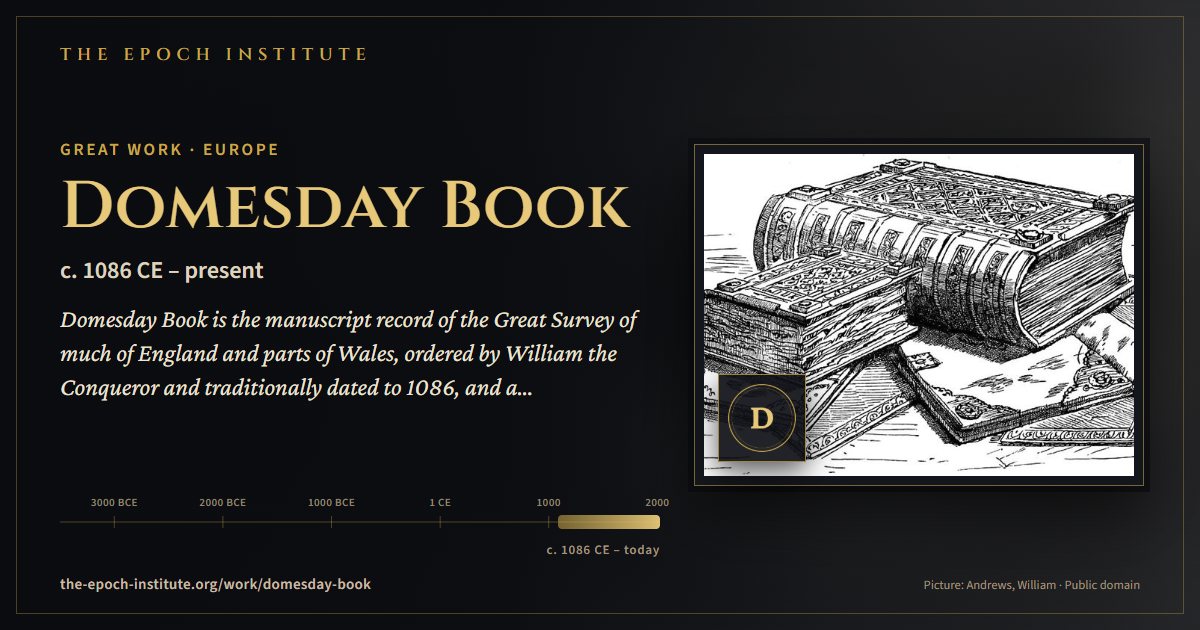 THE EPOCH INSTITUTE
GREAT WORK · EUROPE
DOMESDAY BOOK
c. 1086 CE – present
Domesday Book is the manuscript record of the Great Survey of
much of England and parts of Wales, ordered by William the
Conqueror and traditionally dated to 1086, and a...
D
3000 BCE 2000 BCE 1000 BCE 1 CE 1000 2000
c. 1086 CE – today
the-epoch-institute.org/work/domesday-book
Picture: Andrews, William · Public domain